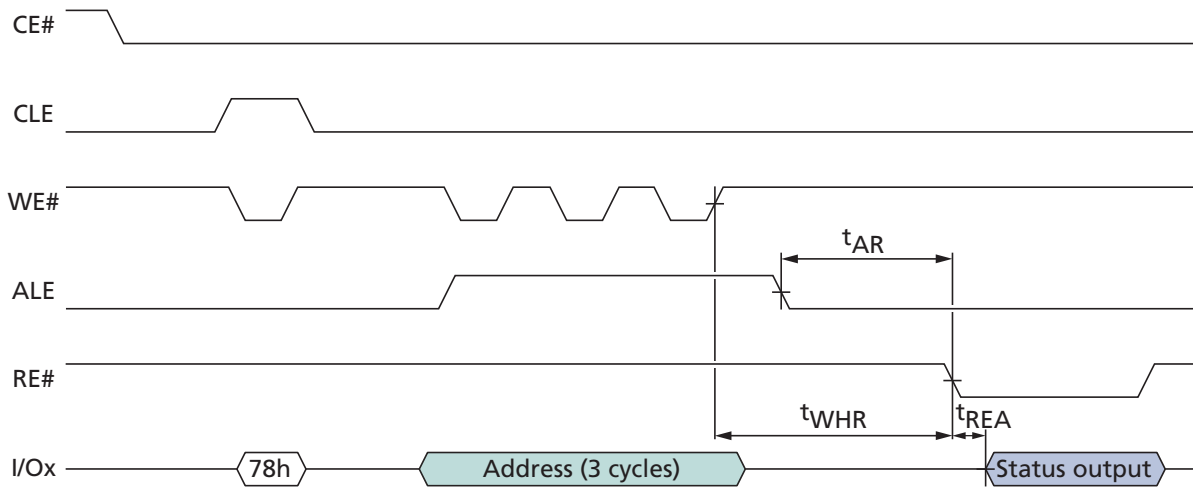 CE#
CLE
WE#
tAR
ALE
RE#
tWHR tREA
I/Ox 78h Address (3 cycles) Status output